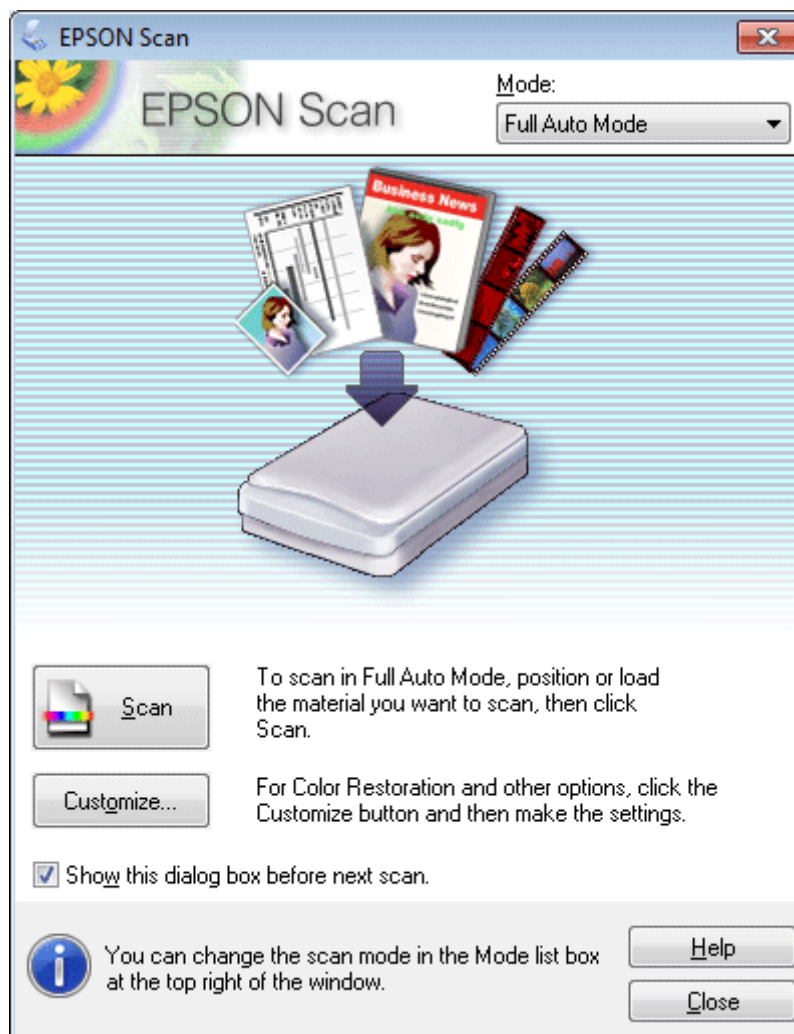 EPSON Scan
EPSON Scan
Mode:
Full Auto Mode
Business News
Scan
To scan in Full Auto Mode, position or load
the material you want to scan, then click
Scan.
Customize...
For Color Restoration and other options, click the
Customize button and then make the settings.
Show this dialog box before next scan.
You can change the scan mode in the Mode list box
at the top right of the window.
Help
Close